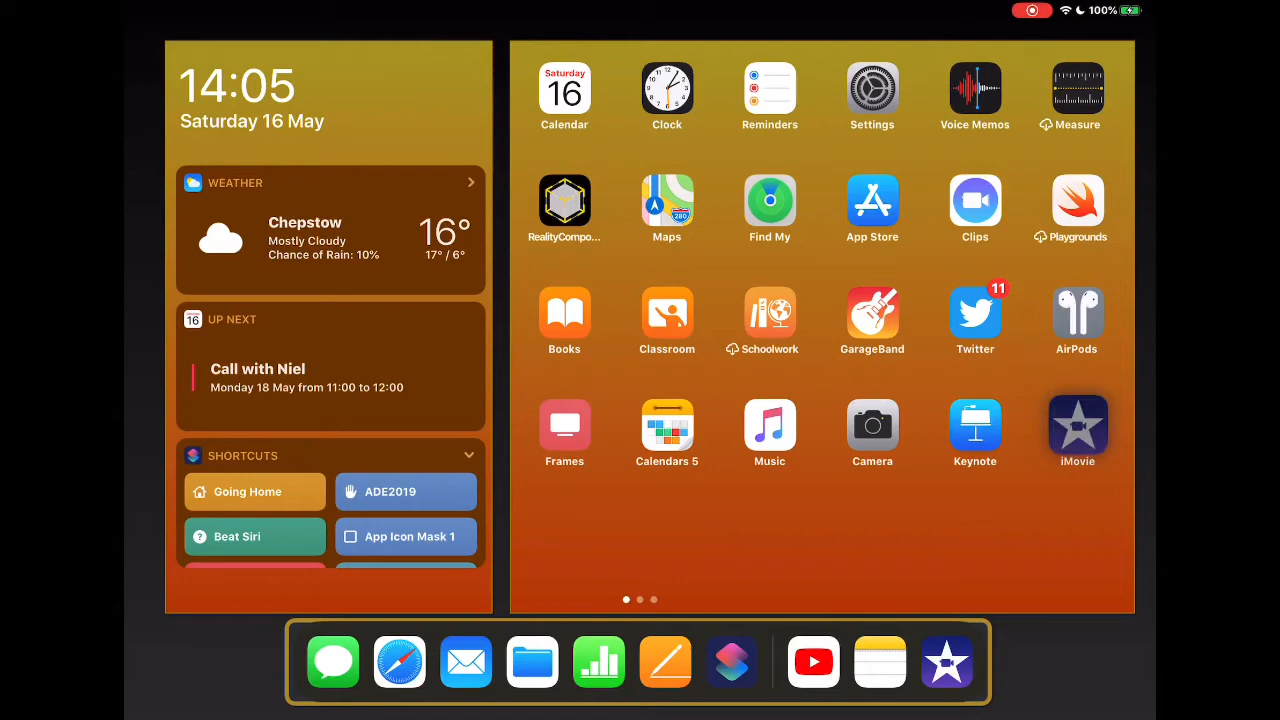 100%
14:05
Saturday 16 May
WEATHER
Chepstow
Mostly Cloudy
Chance of Rain: 10%
16°
17° / 6°
16
UP NEXT
Call with Niel
Monday 18 May from 11:00 to 12:00
SHORTCUTS
Going Home
ADE2019
Beat Siri
App Icon Mask 1
Saturday
16
Calendar
Clock
Reminders
Settings
Voice Memos
Measure
RealityCompo...
280
Maps
Find My
App Store
Clips
Playgrounds
Books
Classroom
Schoolwork
GarageBand
11
Twitter
AirPods
Frames
Calendars 5
Music
Camera
Keynote
iMovie